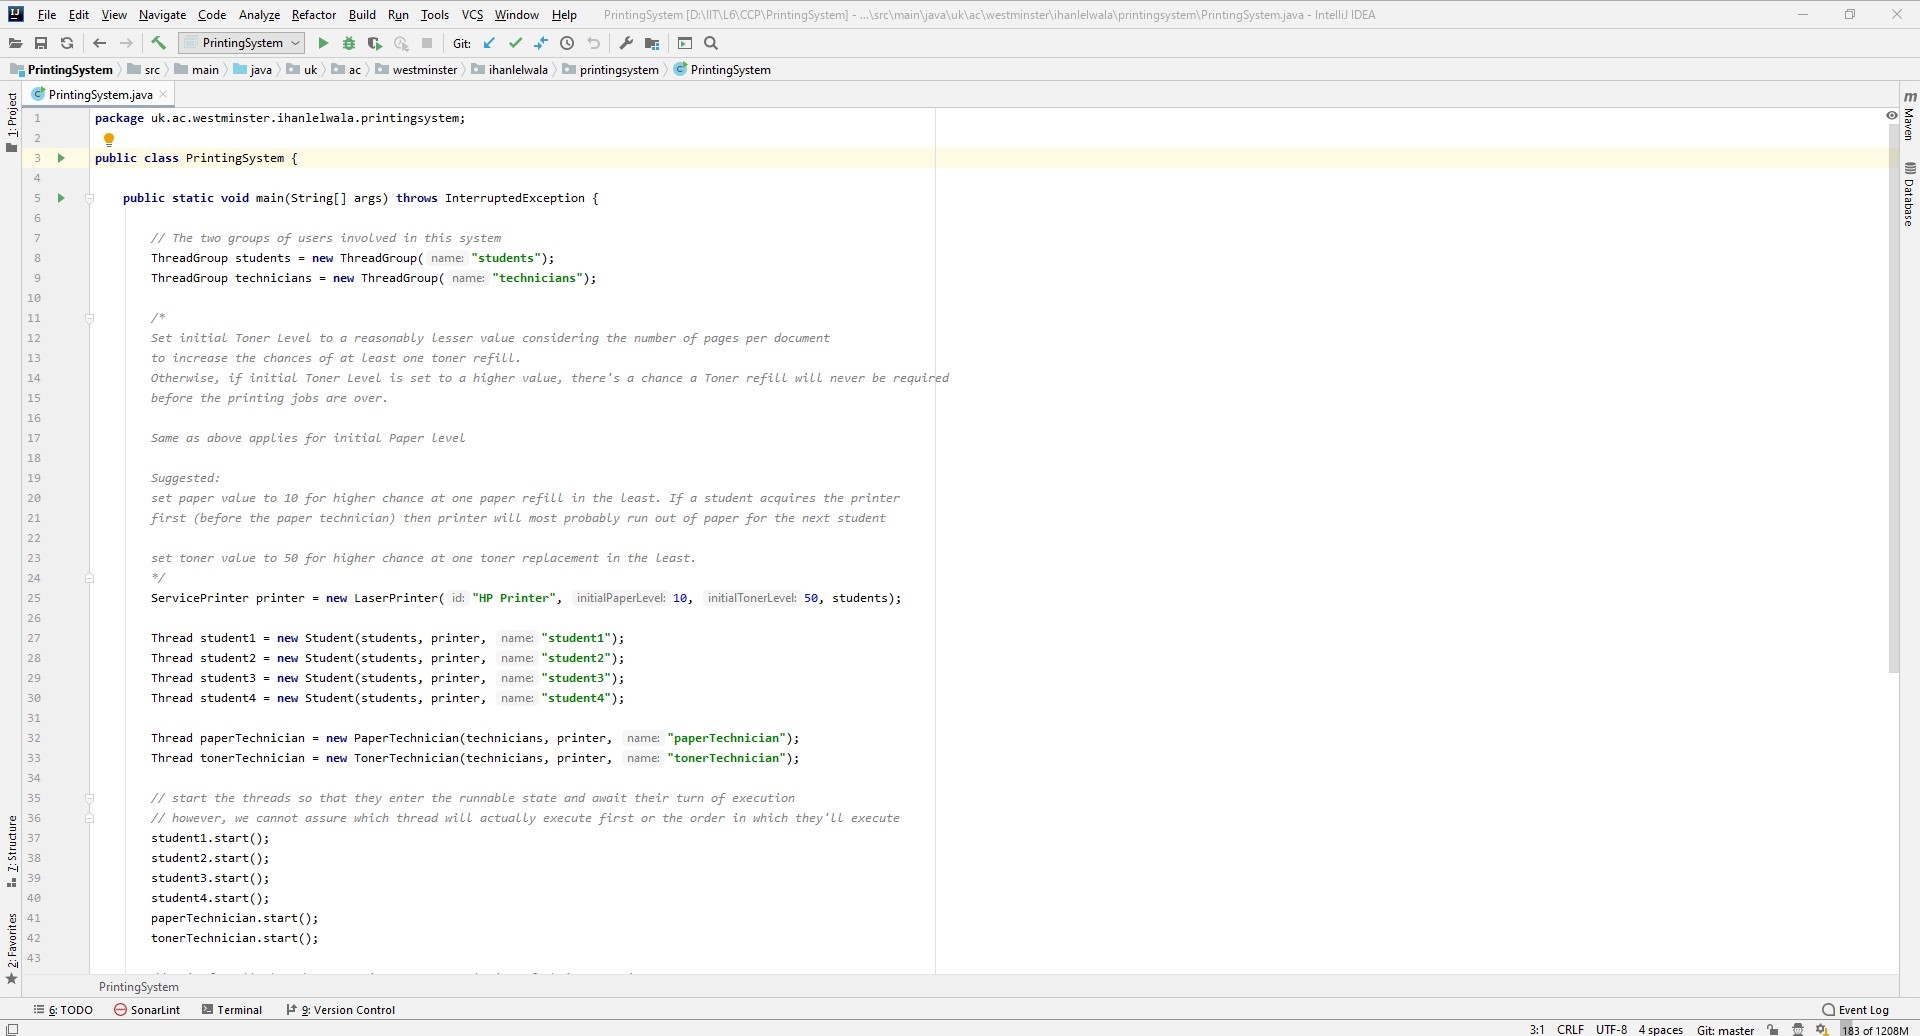 File Edit View Navigate Code Analyze Refactor Build Run Tools VCS Window Help PrintingSystem [D:\IIT\L6\CCP\PrintingSystem] - ...\src\main\java\uk\ac\westminster\ihanlelwala\printingsystem\PrintingSystem.java - IntelliJ IDEA
PrintingSystem Git:
PrintingSystem src main java uk ac westminster ihanlelwala printingsystem PrintingSystem
PrintingSystem.java
1: Project
7: Structure
2: Favorites
1 package uk.ac.westminster.ihanlelwala.printingsystem;
2
3 public class PrintingSystem {
4
5 public static void main(String[] args) throws InterruptedException {
6
7 // The two groups of users involved in this system
8 ThreadGroup students = new ThreadGroup( name: "students");
9 ThreadGroup technicians = new ThreadGroup( name: "technicians");
10
11 /*
12 Set initial Toner Level to a reasonably lesser value considering the number of pages per document
13 to increase the chances of at least one toner refill.
14 Otherwise, if initial Toner Level is set to a higher value, there's a chance a Toner refill will never be required
15 before the printing jobs are over.
16
17 Same as above applies for initial Paper level
18
19 Suggested:
20 set paper value to 10 for higher chance at one paper refill in the least. If a student acquires the printer
21 first (before the paper technician) then printer will most probably run out of paper for the next student
22
23 set toner value to 50 for higher chance at one toner replacement in the least.
24 */
25 ServicePrinter printer = new LaserPrinter( id: "HP Printer", initialPaperLevel: 10, initialTonerLevel: 50, students);
26
27 Thread student1 = new Student(students, printer, name: "student1");
28 Thread student2 = new Student(students, printer, name: "student2");
29 Thread student3 = new Student(students, printer, name: "student3");
30 Thread student4 = new Student(students, printer, name: "student4");
31
32 Thread paperTechnician = new PaperTechnician(technicians, printer, name: "paperTechnician");
33 Thread tonerTechnician = new TonerTechnician(technicians, printer, name: "tonerTechnician");
34
35 // start the threads so that they enter the runnable state and await their turn of execution
36 // however, we cannot assure which thread will actually execute first or the order in which they'll execute
37 student1.start();
38 student2.start();
39 student3.start();
40 student4.start();
41 paperTechnician.start();
42 tonerTechnician.start();
43
m Maven
Database
PrintingSystem
6: TODO SonarLint Terminal 9: Version Control Event Log
3:1 CRLF UTF-8 4 spaces Git: master 183 of 1208M